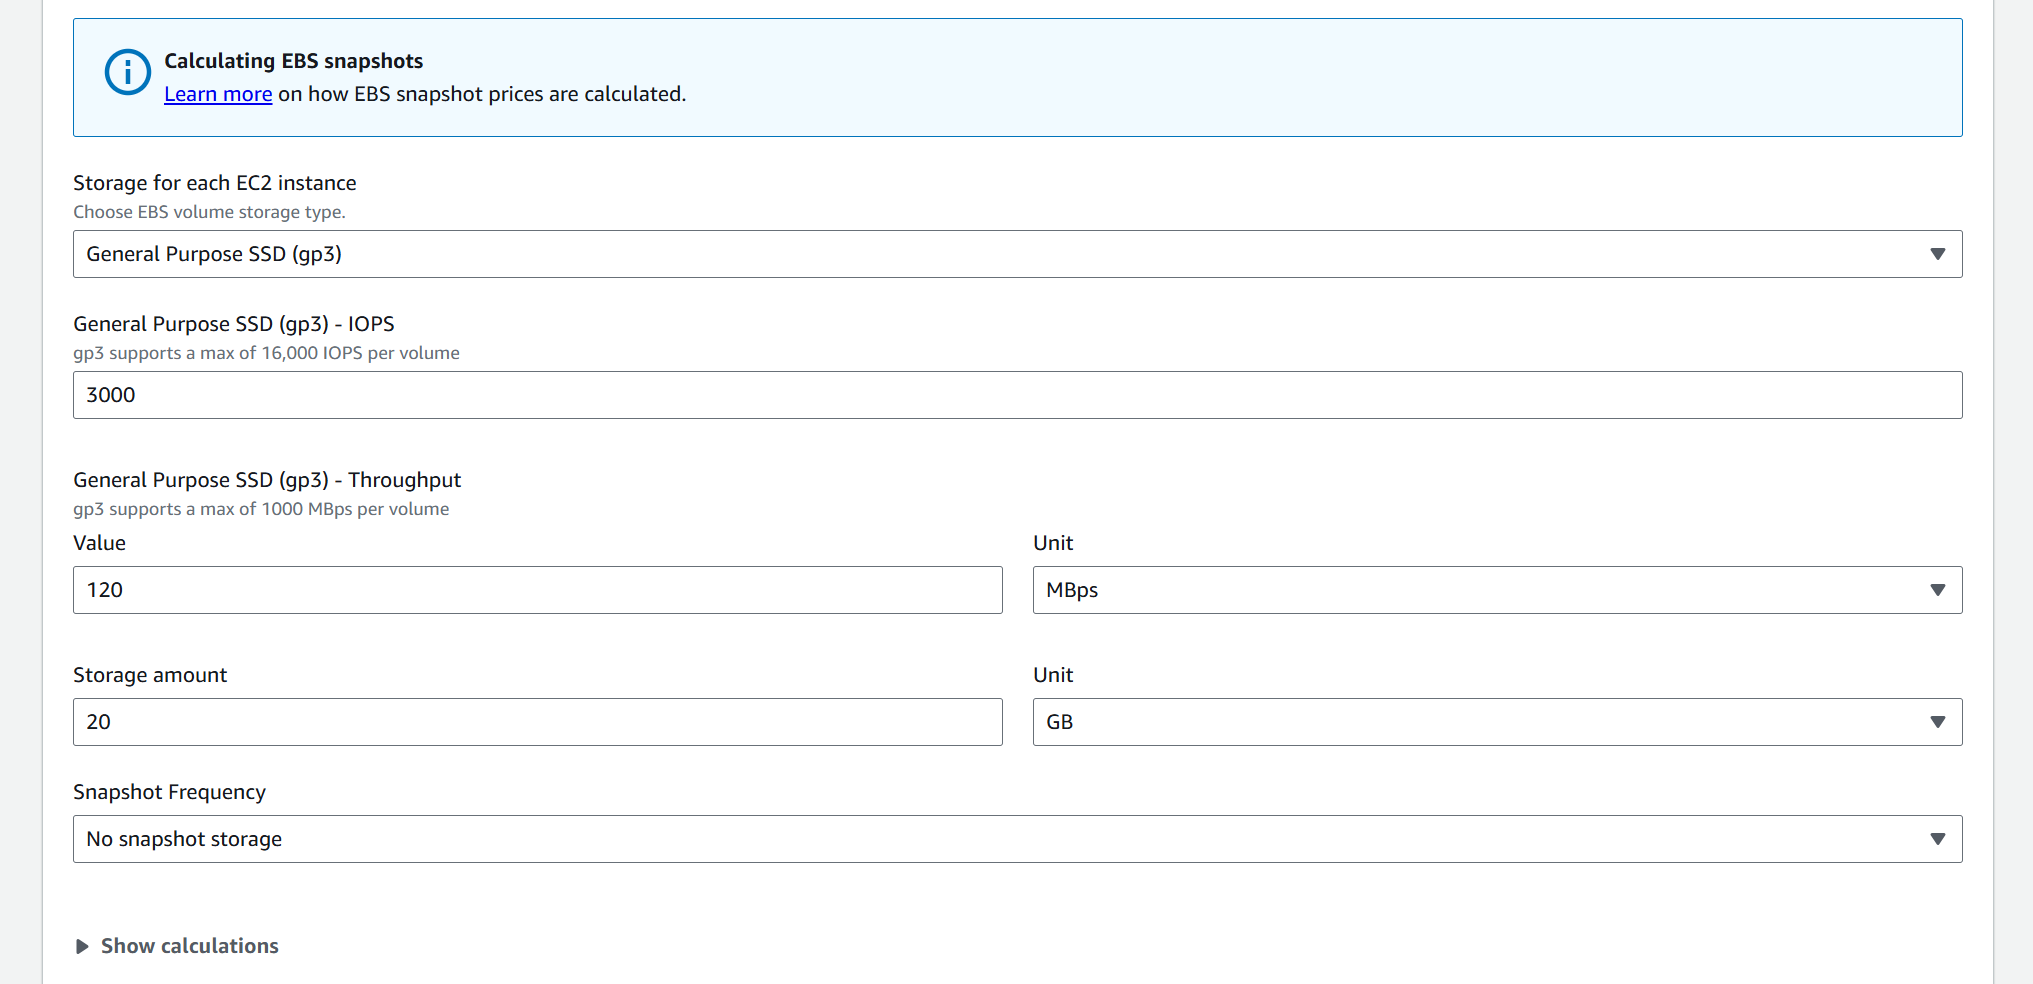 Calculating EBS snapshots
Learn more on how EBS snapshot prices are calculated.
Storage for each EC2 instance
Choose EBS volume storage type.
General Purpose SSD (gp3)
General Purpose SSD (gp3) - IOPS
gp3 supports a max of 16,000 IOPS per volume
3000
General Purpose SSD (gp3) - Throughput
gp3 supports a max of 1000 MBps per volume
Value
Unit
120
MBps
Storage amount
Unit
20
GB
Snapshot Frequency
No snapshot storage
Show calculations